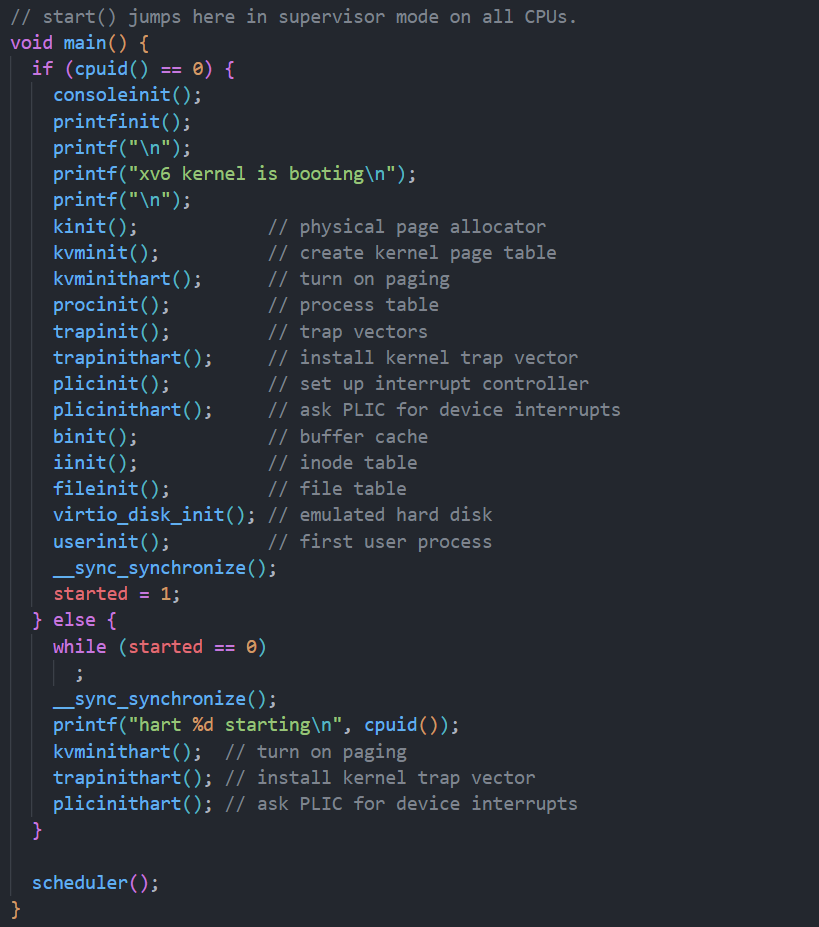 // start() jumps here in supervisor mode on all CPUs.
void main() {
  if (cpuid() == 0) {
    consoleinit();
    printfinit();
    printf("\n");
    printf("xv6 kernel is booting\n");
    printf("\n");
    kinit();            // physical page allocator
    kvminit();          // create kernel page table
    kvminithart();      // turn on paging
    procinit();         // process table
    trapinit();         // trap vectors
    trapinithart();     // install kernel trap vector
    plicinit();         // set up interrupt controller
    plicinithart();     // ask PLIC for device interrupts
    binit();            // buffer cache
    iinit();            // inode table
    fileinit();         // file table
    virtio_disk_init(); // emulated hard disk
    userinit();         // first user process
    __sync_synchronize();
    started = 1;
  } else {
    while (started == 0)
      ;
    __sync_synchronize();
    printf("hart %d starting\n", cpuid());
    kvminithart();  // turn on paging
    trapinithart(); // install kernel trap vector
    plicinithart(); // ask PLIC for device interrupts
  }

  scheduler();
}